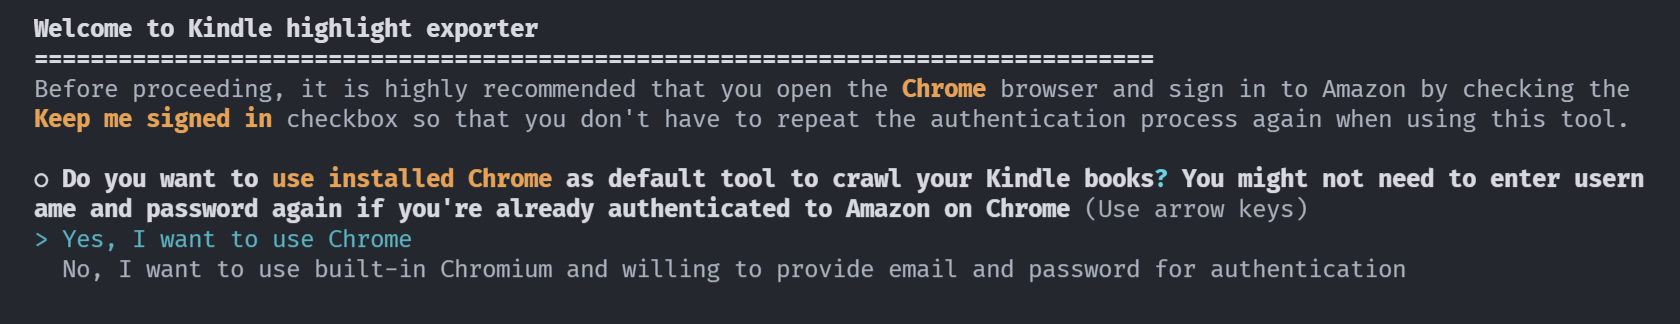 Welcome to Kindle highlight exporter
================================================================================
Before proceeding, it is highly recommended that you open the Chrome browser and sign in to Amazon by checking the
Keep me signed in checkbox so that you don't have to repeat the authentication process again when using this tool.
○ Do you want to use installed Chrome as default tool to crawl your Kindle books? You might not need to enter usern
ame and password again if you're already authenticated to Amazon on Chrome (Use arrow keys)
> Yes, I want to use Chrome
No, I want to use built-in Chromium and willing to provide email and password for authentication